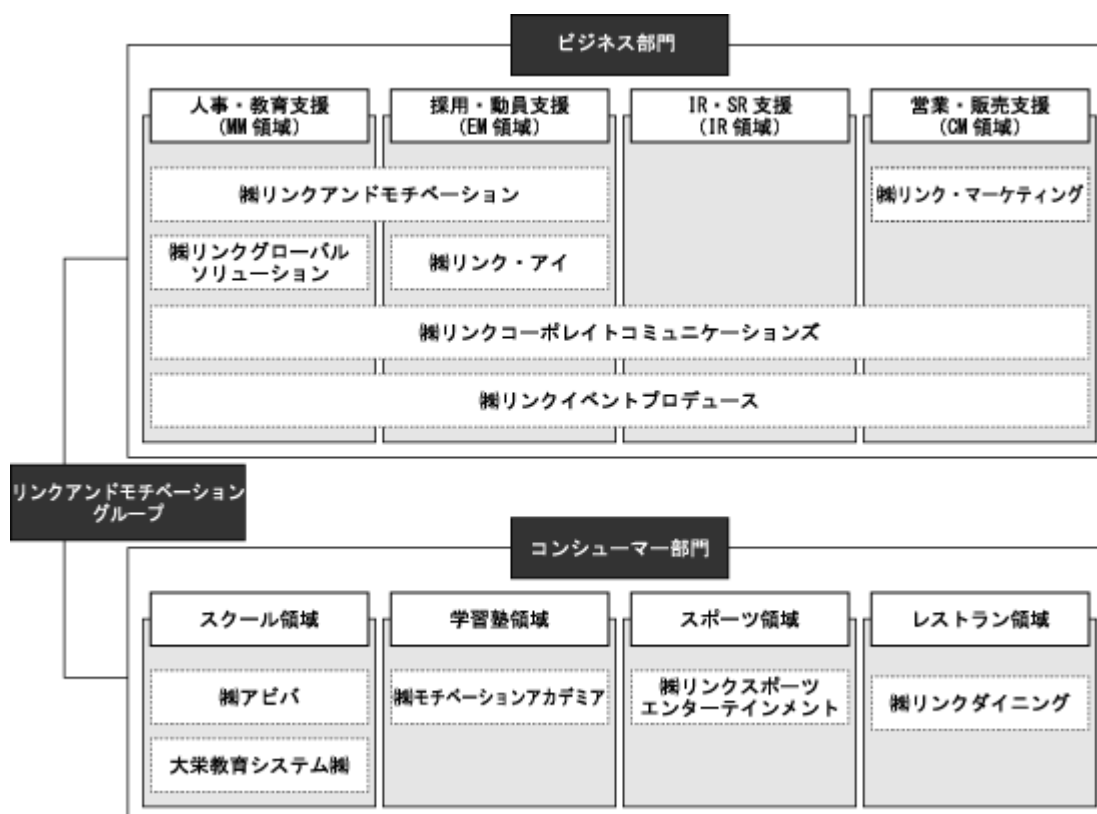 ビジネス部門
人事・教育支援
(MM領域)
採用・動員支援
(EM領域)
IR・SR支援
(IR領域)
営業・販売支援
(CM領域)
㈱リンクアンドモチベーション
㈱リンク・マーケティング
㈱リンクグローバル
ソリューション
㈱リンク・アイ
㈱リンクコーポレイトコミュニケーションズ
㈱リンクイベントプロデュース
リンクアンドモチベーション
グループ
コンシューマー部門
スクール領域
学習塾領域
スポーツ領域
レストラン領域
㈱アビバ
㈱モチベーションアカデミア
㈱リンクスポーツ
エンターテインメント
㈱リンクダイニング
大栄教育システム㈱